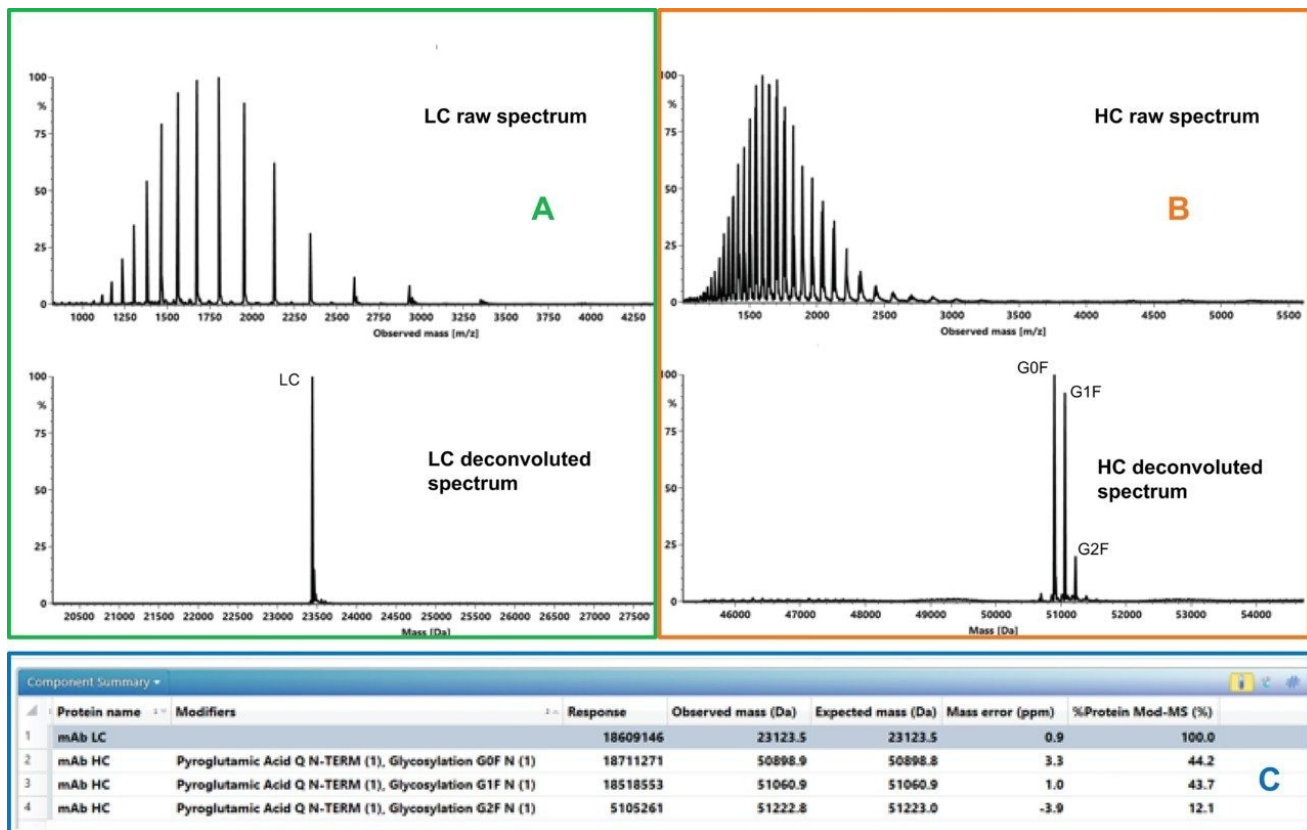 LC raw spectrum
A
100
%
75
50
25
0
1000 1250 1500 1750 2000 2250 2500 2750 3000 3250 3500 3750 4000 4250
Observed mass [m/z]
HC raw spectrum
B
100
%
75
50
25
0
1500 2000 2500 3000 3500 4000 4500 5000 5500
Observed mass [m/z]
LC
LC deconvoluted
spectrum
100
%
75
50
25
0
20500 21000 21500 22000 22500 23000 23500 24000 24500 25000 25500 26000 26500 27000 27500
Mass [Da]
G0F
G1F
G2F
HC deconvoluted
spectrum
100
%
75
50
25
0
46000 47000 48000 49000 50000 51000 52000 53000 54000
Mass [Da]
Component Summary
Protein name Modifiers Response Observed mass (Da) Expected mass (Da) Mass error (ppm) %Protein Mod-MS (%)
1 mAb LC 18609146 23123.5 23123.5 0.9 100.0
2 mAb HC Pyroglutamic Acid Q N-TERM (1), Glycosylation G0F N (1) 18711271 50898.9 50898.8 3.3 44.2
3 mAb HC Pyroglutamic Acid Q N-TERM (1), Glycosylation G1F N (1) 18518553 51060.9 51060.9 1.0 43.7
4 mAb HC Pyroglutamic Acid Q N-TERM (1), Glycosylation G2F N (1) 5105261 51222.8 51223.0 -3.9 12.1
C